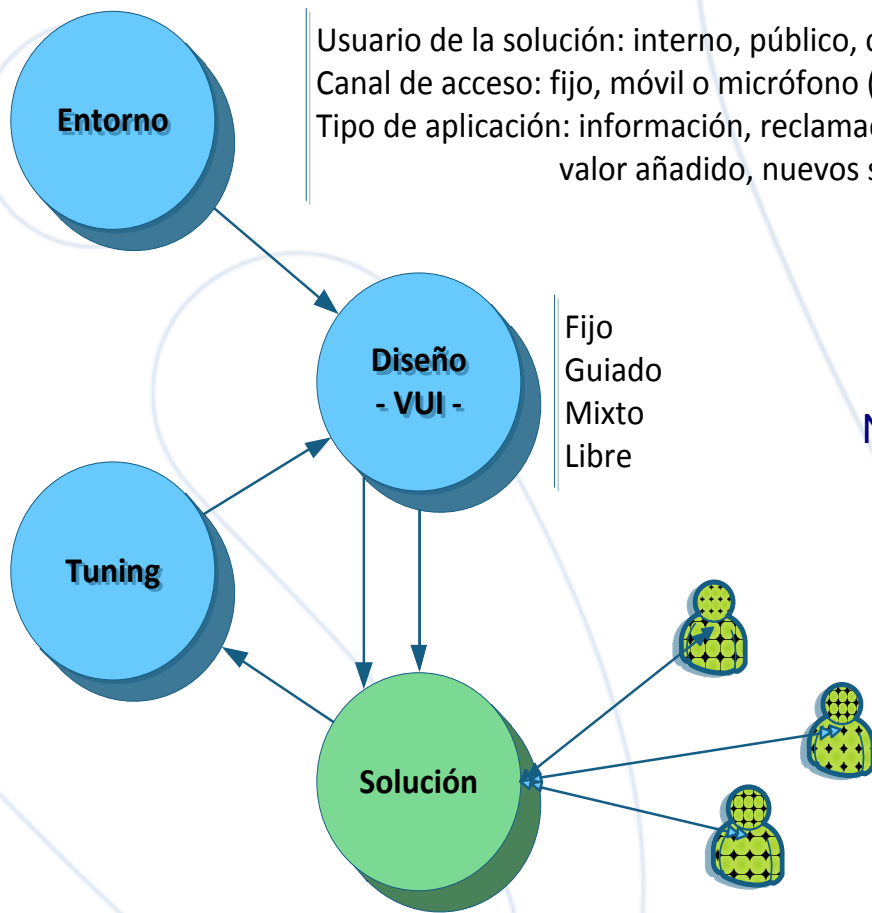 Usuario de la solución: interno, público,
Canal de acceso: fijo, móvil o micrófono (
Tipo de aplicación: información,
valor añadido, nuevos
Entorno
Diseño
- VUI -
Fijo
Guiado
Mixto
Libre
Tuning
Solución